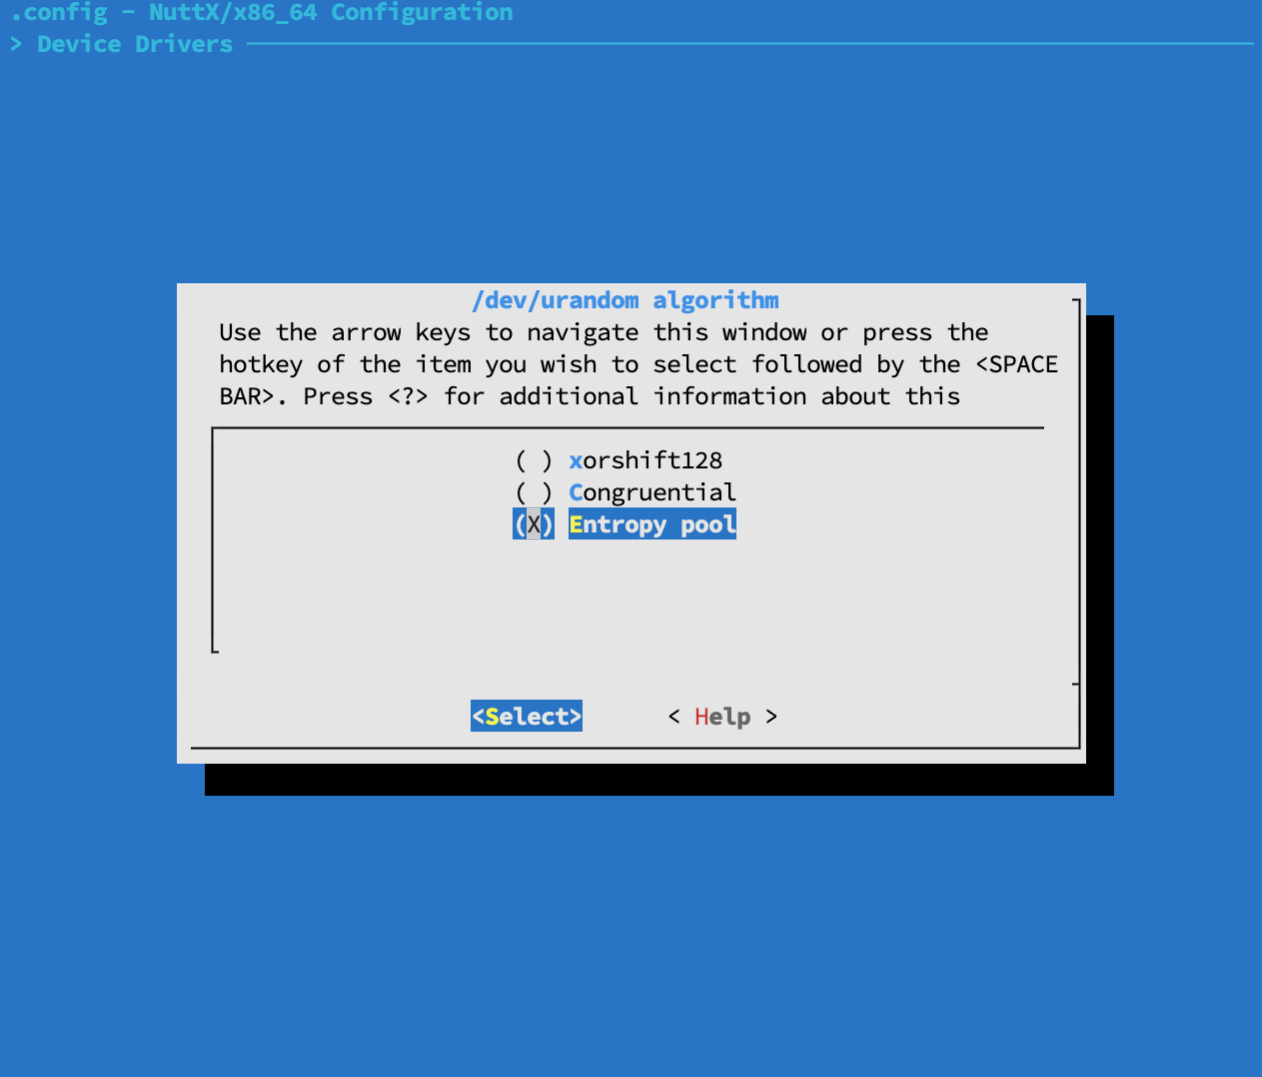 .config - NuttX/x86_64 Configuration
> Device Drivers
/dev/urandom algorithm
Use the arrow keys to navigate this window or press the
hotkey of the item you wish to select followed by the <SPACE
BAR>. Press <?> for additional information about this
( ) xorshift128
( ) Congruential
(X) Entropy pool
<Select> < Help >